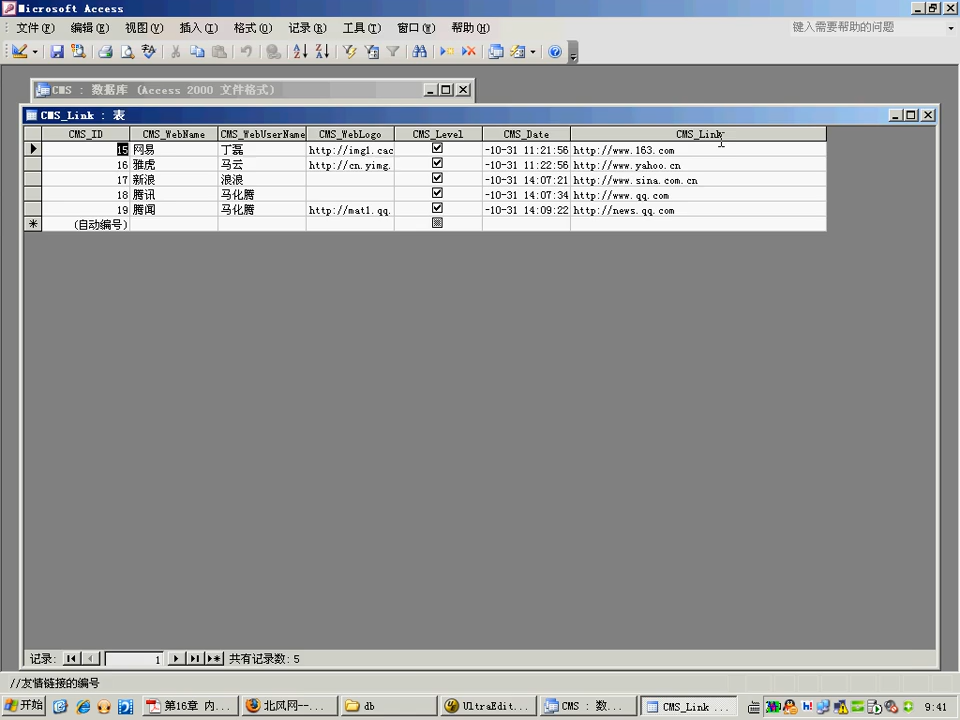 Microsoft Access
文件(F) 编辑(E) 视图(V) 插入(I) 格式(O) 记录(R) 工具(T) 窗口(W) 帮助(H) 键入需要帮助的问题
CMS : 数据库 (Access 2000 文件格式)
CMS_Link : 表
CMS_ID CMS_WebName CMS_WebUserName CMS_WebLogo CMS_Level CMS_Date CMS_Link
15 网易 丁磊 http://img1.cac -10-31 11:21:56 http://www.163.com
16 雅虎 马云 http://cn.yimg. -10-31 11:22:56 http://www.yahoo.cn
17 新浪 浪浪 -10-31 14:07:21 http://www.sina.com.cn
18 腾讯 马化腾 -10-31 14:07:34 http://www.qq.com
19 腾闻 马化腾 http://mat1.qq. -10-31 14:09:22 http://news.qq.com
(自动编号)
记录: 1 共有记录数: 5
//友情链接的编号
开始 第16章 内... 北风网--... db UltraEdit... CMS : 数... CMS_Link ... 9:41